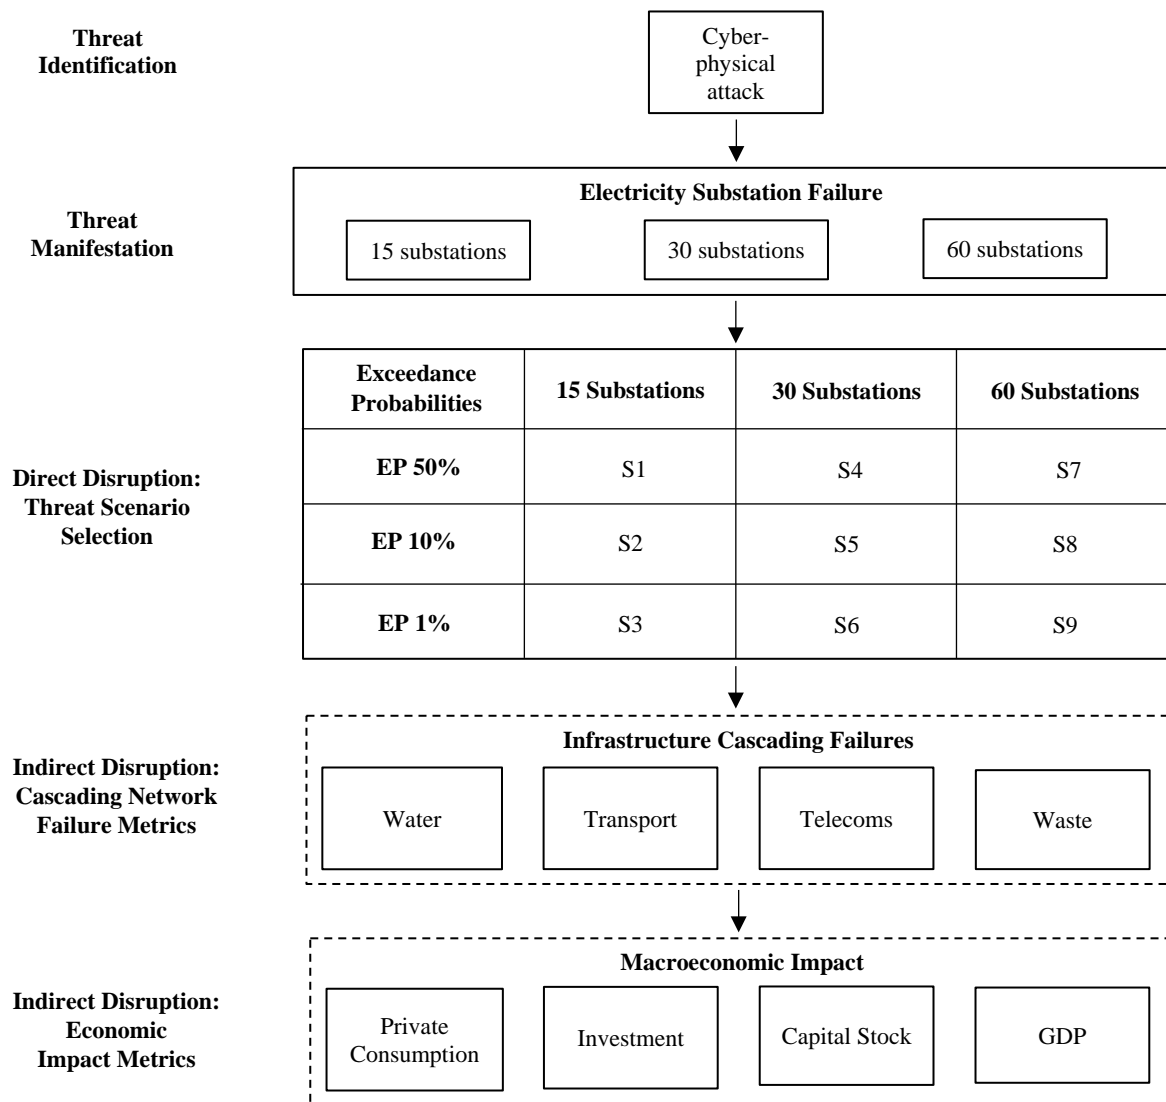 Threat
Identification
Cyber-
physical
attack
Threat
Manifestation
Electricity Substation Failure
15 substations
30 substations
60 substations
Direct Disruption:
Threat Scenario
Selection
Exceedance
Probabilities
15 Substations
30 Substations
60 Substations
EP 50%
S1
S4
S7
EP 10%
S2
S5
S8
EP 1%
S3
S6
S9
Indirect Disruption:
Cascading Network
Failure Metrics
Infrastructure Cascading Failures
Water
Transport
Telecoms
Waste
Indirect Disruption:
Economic
Impact Metrics
Macroeconomic Impact
Private
Consumption
Investment
Capital Stock
GDP